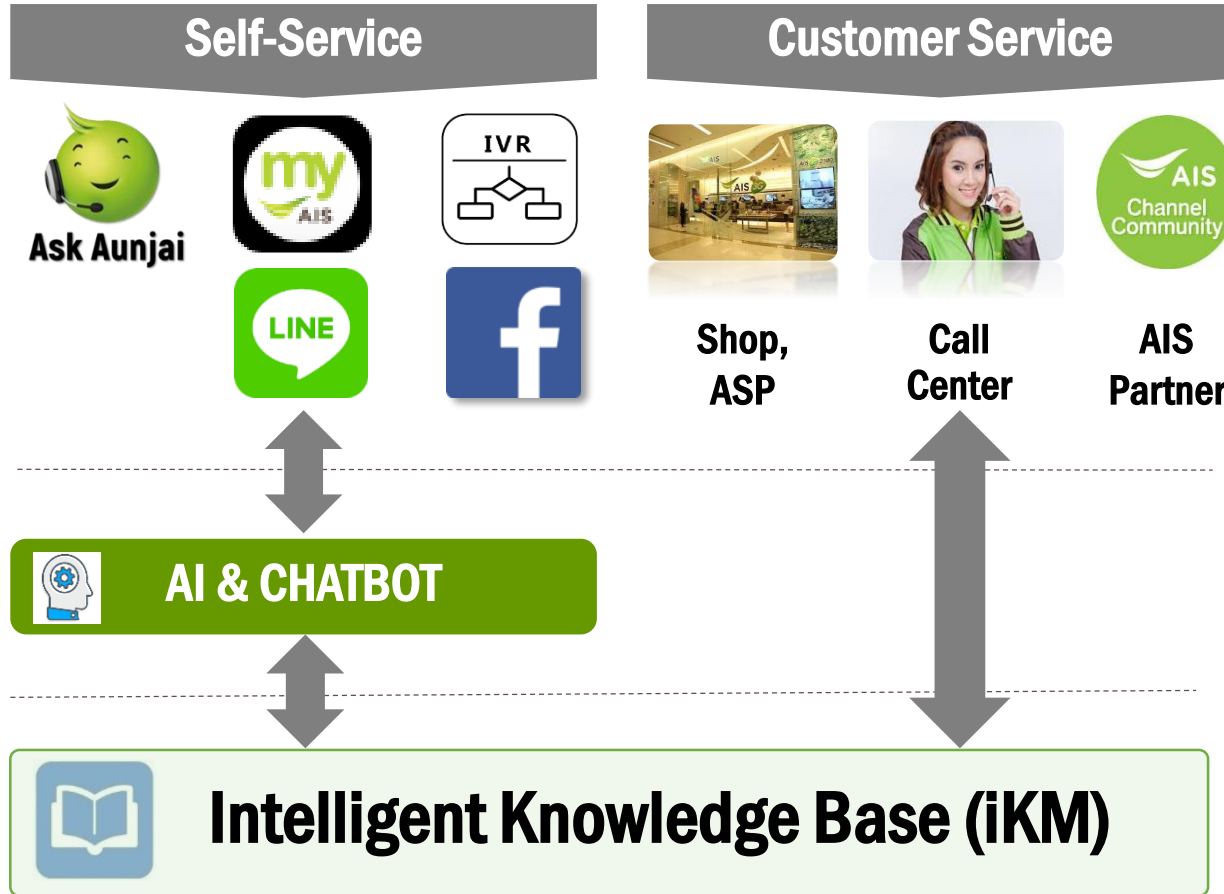 Self-Service
Customer Service
Ask Aunjai
my
AIS
IVR
LINE
f
AIS
AIS
Channel
Community
Shop,
ASP
Call
Center
AIS
Partner
AI & CHATBOT
Intelligent Knowledge Base (iKM)